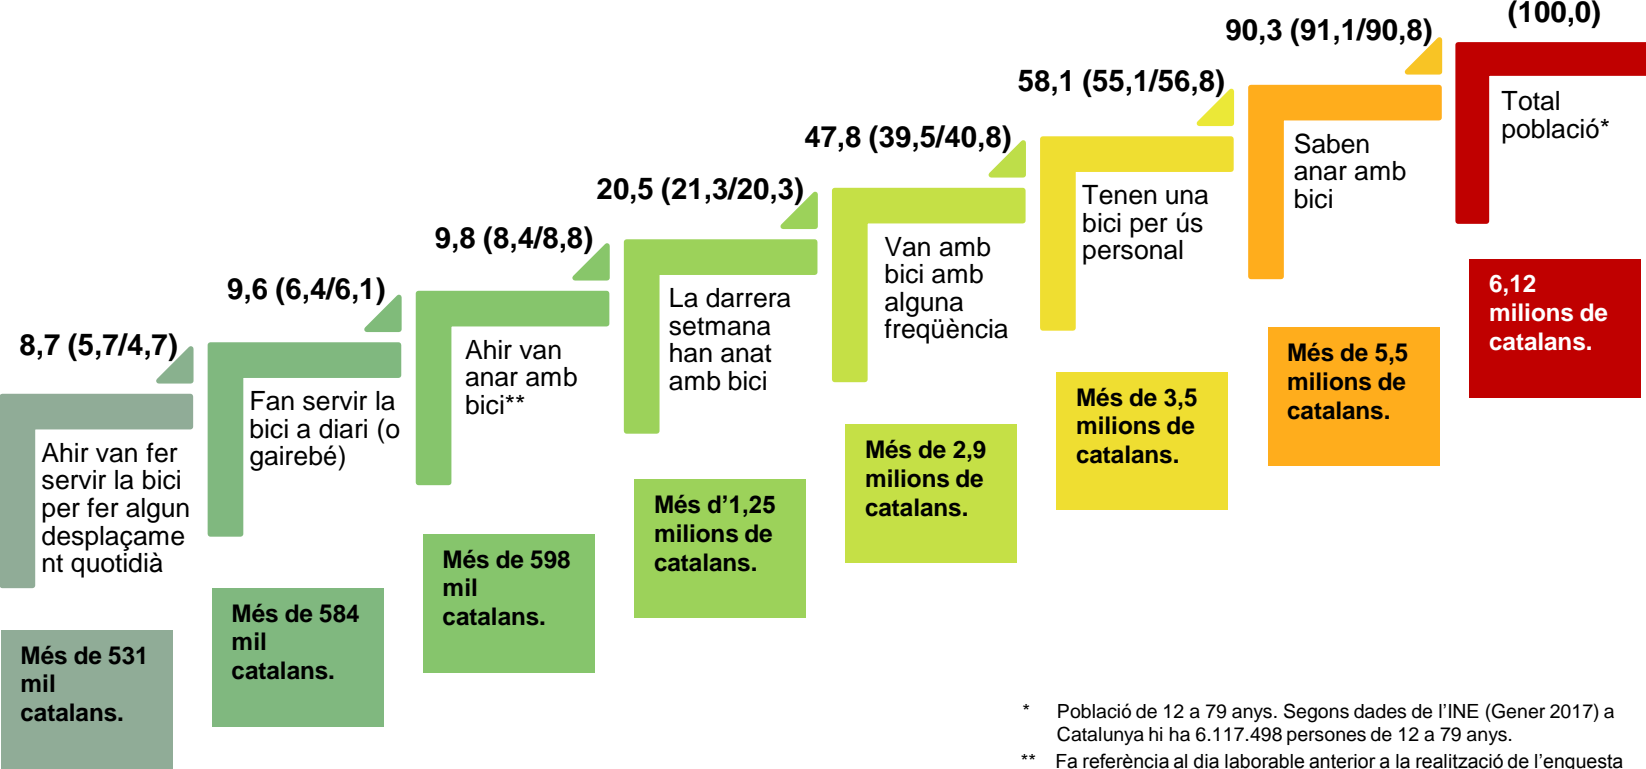 8,7 (5,7/4,7)
Ahir van fer
servir la bici
per fer algun
desplaçame
nt quotidià
Més de 531
mil
catalans.
9,6 (6,4/6,1)
Fan servir la
bici a diari (o
gairebé)
Més de 584
mil
catalans.
9,8 (8,4/8,8)
Ahir van
anar amb
bici**
Més de 598
mil
catalans.
20,5 (21,3/20,3)
La darrera
setmana
han anat
amb bici
Més d’1,25
milions de
catalans.
47,8 (39,5/40,8)
Van amb
bici amb
alguna
freqüència
Més de 2,9
milions de
catalans.
58,1 (55,1/56,8)
Tenen una
bici per ús
personal
Més de 3,5
milions de
catalans.
90,3 (91,1/90,8)
Saben
anar amb
bici
Més de 5,5
milions de
catalans.
(100,0)
Total
població*
6,12
milions de
catalans.
* Població de 12 a 79 anys. Segons dades de l’INE (Gener 2017) a
Catalunya hi ha 6.117.498 persones de 12 a 79 anys.
** Fa referència al dia laborable anterior a la realització de l’enquesta